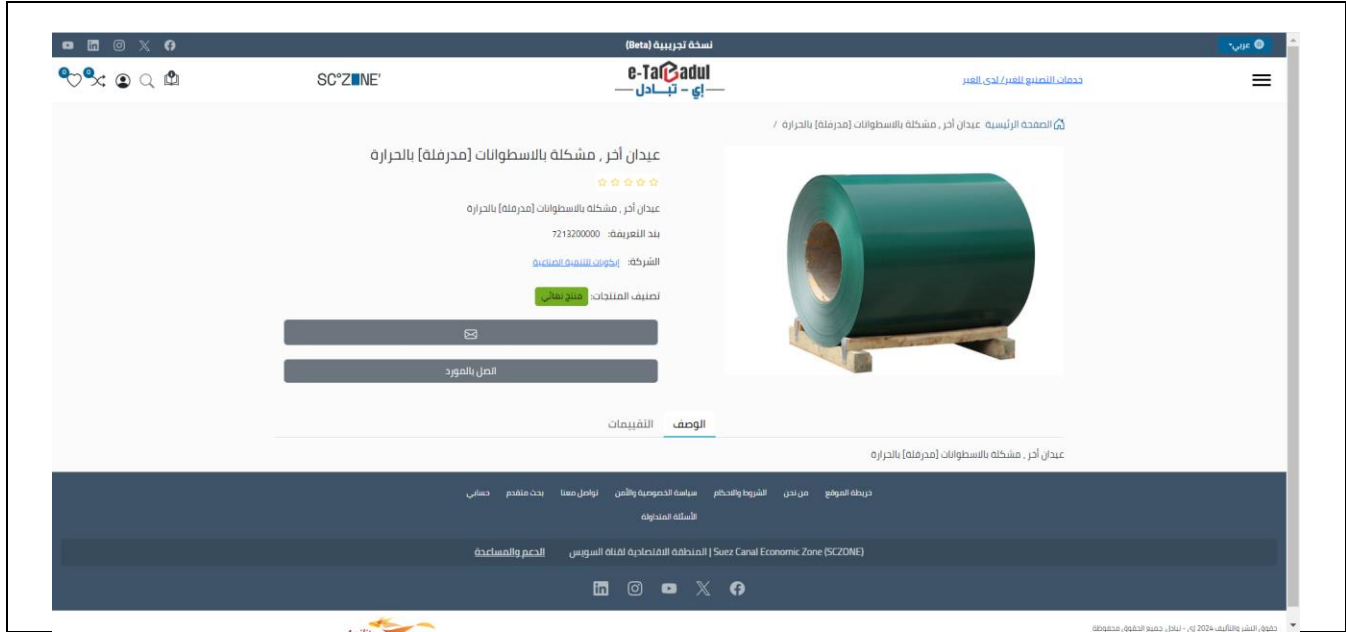 نسخة تجريبية (Beta)
عربي
خدمات التصنيع للغير/ لدى الغير
e-Tabadul
إي - تبـــادل
SC°ZONE'
0
0
الصفحة الرئيسية عيدان أخر , مشكلة بالاسطوانات [مدرفلة] بالحرارة /
عيدان أخر , مشكلة بالاسطوانات [مدرفلة] بالحرارة
عيدان أخر , مشكلة بالاسطوانات [مدرفلة] بالحرارة
بند التعريفة: 7213200000
الشركة: إيكويات للتنمية الصناعية
تصنيف المنتجات: منتج نهائي
اتصل بالمورد
الوصف
التقييمات
عيدان أخر , مشكلة بالاسطوانات [مدرفلة] بالحرارة
خريطة الموقع من نحن الشروط والاحكام سياسة الخصوصية والأمن تواصل معنا بحث متقدم حسابي
الأسئلة المتداولة
Suez Canal Economic Zone (SCZONE) | المنطقة الاقتصادية لقناة السويس
الدعم والمساعدة
حقوق النشر والتأليف 2024 إي - تبادل جميع الحقوق محفوظة